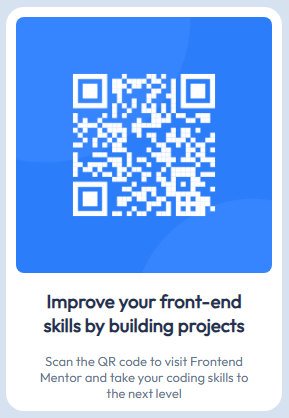 Improve your front-end
skills by building projects
Scan the QR code to visit Frontend
Mentor and take your coding skills to
the next level